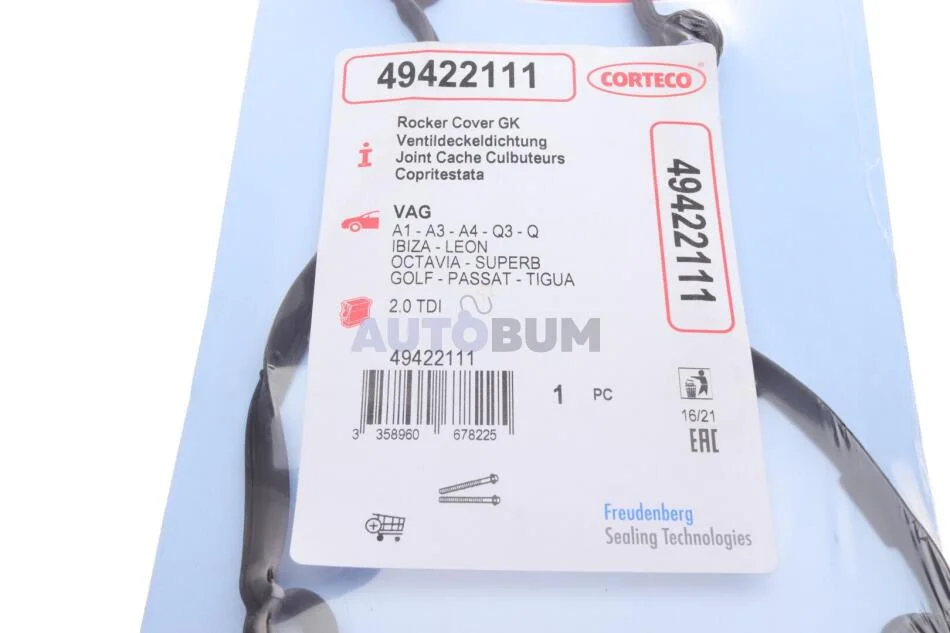 49422111
CORTECO
®
Rocker Cover GK
Ventildeckeldichtung
Joint Cache Culbuteurs
Copritestata
VAG
A1 - A3 - A4 - Q3 - Q
IBIZA - LEON
OCTAVIA - SUPERB
GOLF - PASSAT - TIGUA
2.0 TDI
49422111
AUTOBUM
49422111
3 358960 678225
1 PC
16/21
EAC
Freudenberg
Sealing Technologies